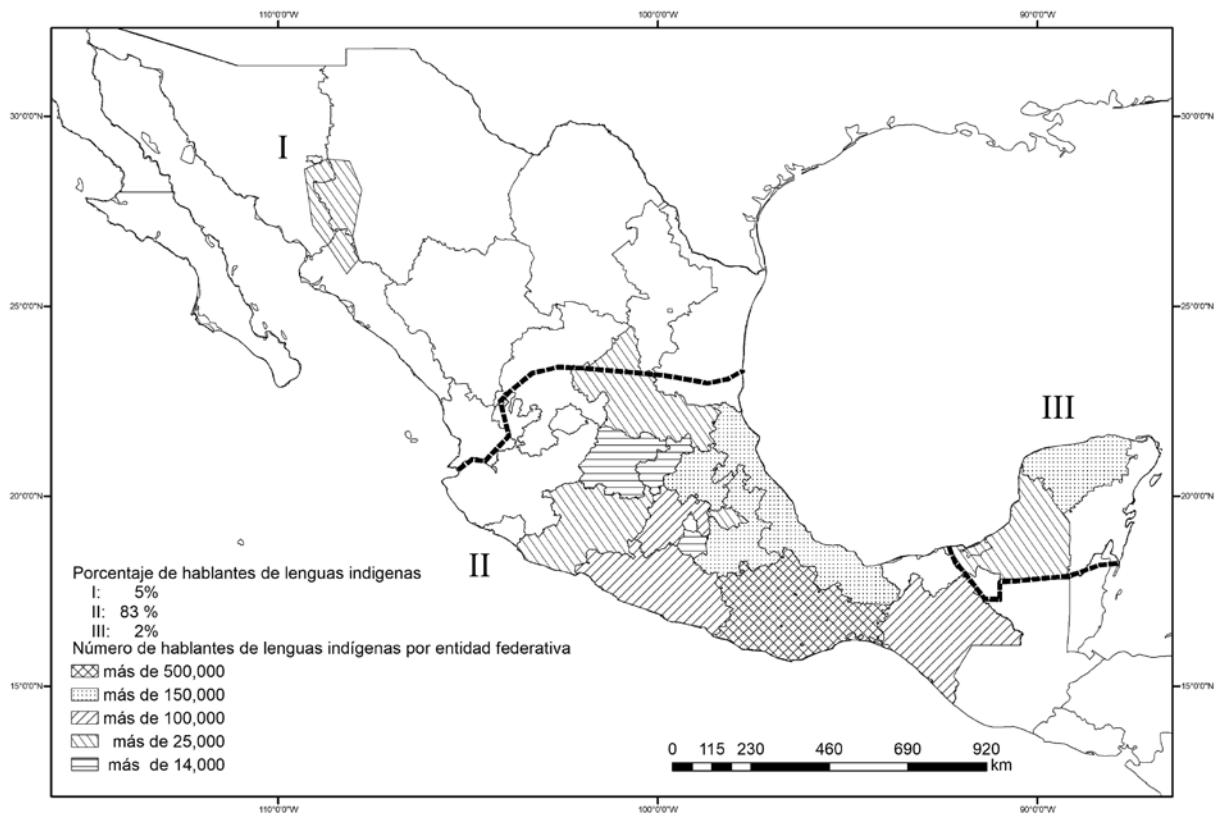 110°0'0"W 100°0'0"W 90°0'0"W
30°0'0"N 30°0'0"N
I
25°0'0"N 25°0'0"N
III
20°0'0"N 20°0'0"N
II
Porcentaje de hablantes de lenguas indigenas
I: 5%
II: 83 %
III: 2%
Número de hablantes de lenguas indígenas por entidad federativa
más de 500,000
más de 150,000
más de 100,000
más de 25,000
más de 14,000
15°0'0"N 15°0'0"N
0 115 230 460 690 920
km
110°0'0"W 100°0'0"W 90°0'0"W